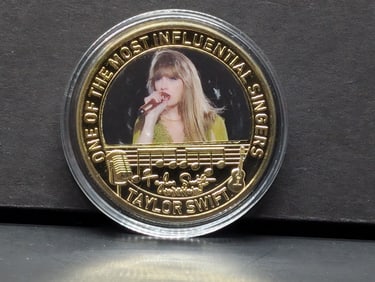 ONE OF THE MOST INFLUENTIAL SINGERS
TAYLOR SWIFT